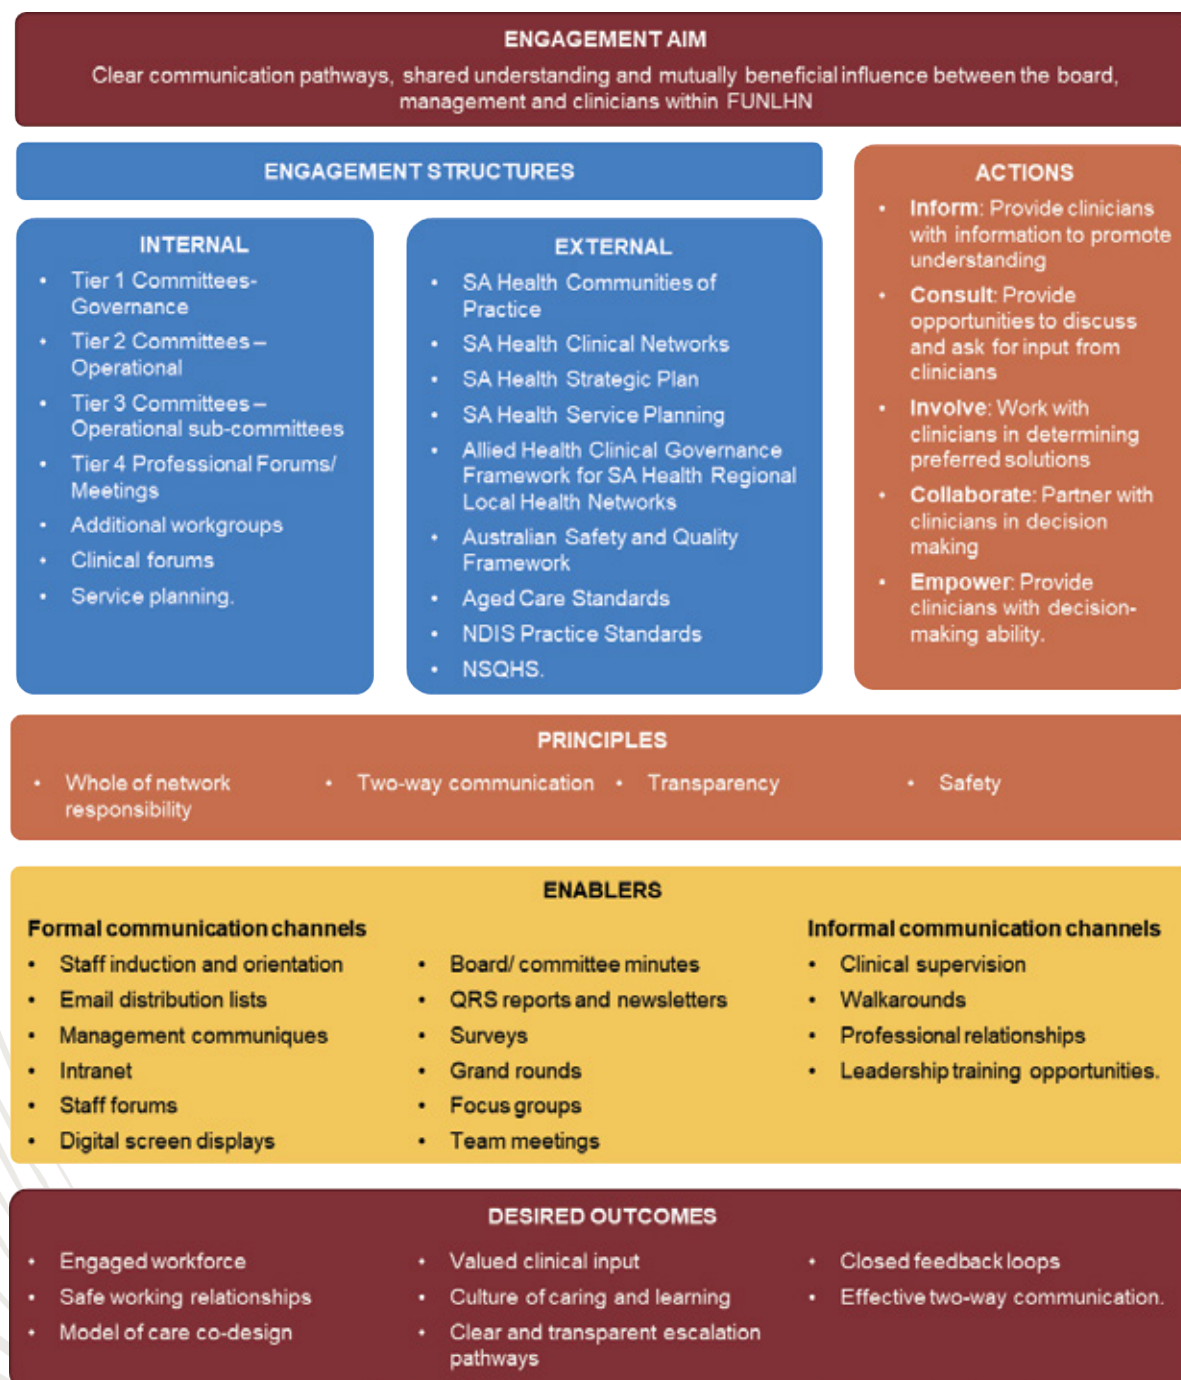 ENGAGEMENT AIM
Clear communication pathways, shared understanding and mutually beneficial influence between the board,
management and clinicians within FUNLHN
ENGAGEMENT STRUCTURES
INTERNAL
• Tier 1 Committees-
Governance
• Tier 2 Committees –
Operational
• Tier 3 Committees –
Operational sub-committees
• Tier 4 Professional Forums/
Meetings
• Additional workgroups
• Clinical forums
• Service planning.
EXTERNAL
• SA Health Communities of
Practice
• SA Health Clinical Networks
• SA Health Strategic Plan
• SA Health Service Planning
• Allied Health Clinical Governance
Framework for SA Health Regional
Local Health Networks
• Australian Safety and Quality
Framework
• Aged Care Standards
• NDIS Practice Standards
• NSQHS.
ACTIONS
• Inform: Provide clinicians
with information to promote
understanding
• Consult: Provide
opportunities to discuss
and ask for input from
clinicians
• Involve: Work with
clinicians in determining
preferred solutions
• Collaborate: Partner with
clinicians in decision
making
• Empower: Provide
clinicians with decision-
making ability.
PRINCIPLES
• Whole of network
responsibility
• Two-way communication
• Transparency
• Safety
ENABLERS
Formal communication channels
• Staff induction and orientation
• Email distribution lists
• Management communiques
• Intranet
• Staff forums
• Digital screen displays
• Board/ committee minutes
• QRS reports and newsletters
• Surveys
• Grand rounds
• Focus groups
• Team meetings
Informal communication channels
• Clinical supervision
• Walkarounds
• Professional relationships
• Leadership training opportunities.
DESIRED OUTCOMES
• Engaged workforce
• Safe working relationships
• Model of care co-design
• Valued clinical input
• Culture of caring and learning
• Clear and transparent escalation
pathways
• Closed feedback loops
• Effective two-way communication.